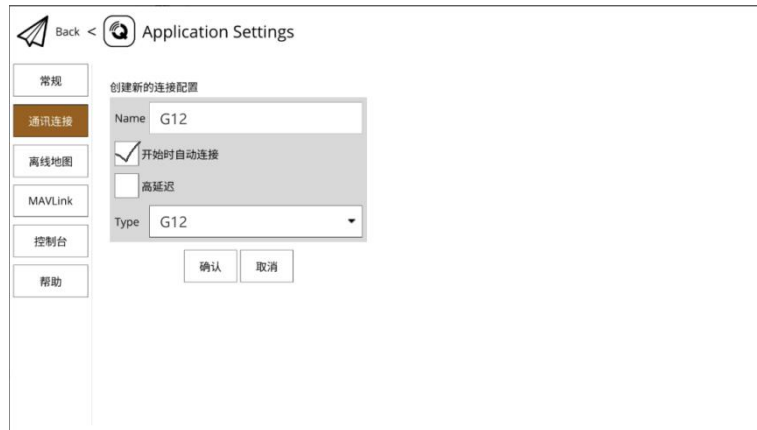 Back < Application Settings
常规
通讯连接
离线地图
MAVLink
控制台
帮助
创建新的连接配置
Name G12
开始时自动连接
高延迟
Type G12
确认 取消